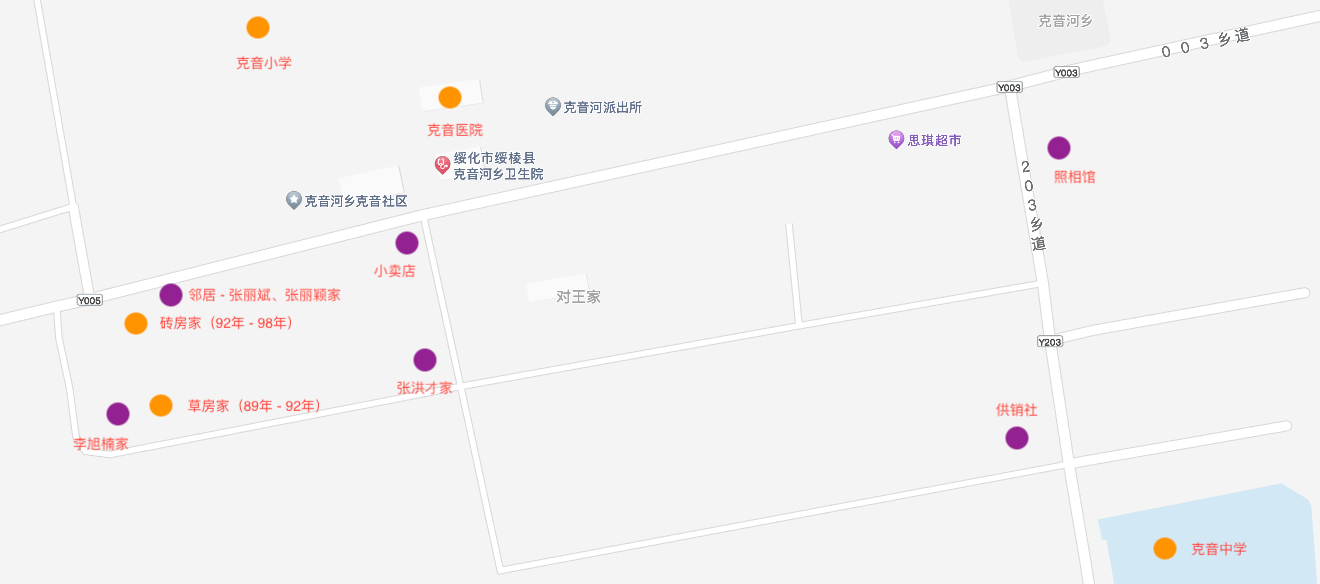 克音河乡
003乡道
克音小学
Y003
Y003
克音医院
克音河派出所
思琪超市
绥化市绥棱县
克音河乡卫生院
照相馆
203乡道
克音河乡克音社区
小卖店
Y005
邻居 - 张丽斌、张丽颖家
对王家
砖房家（92年 - 98年）
Y203
张洪才家
草房家（89年 - 92年）
供销社
李旭楠家
克音中学